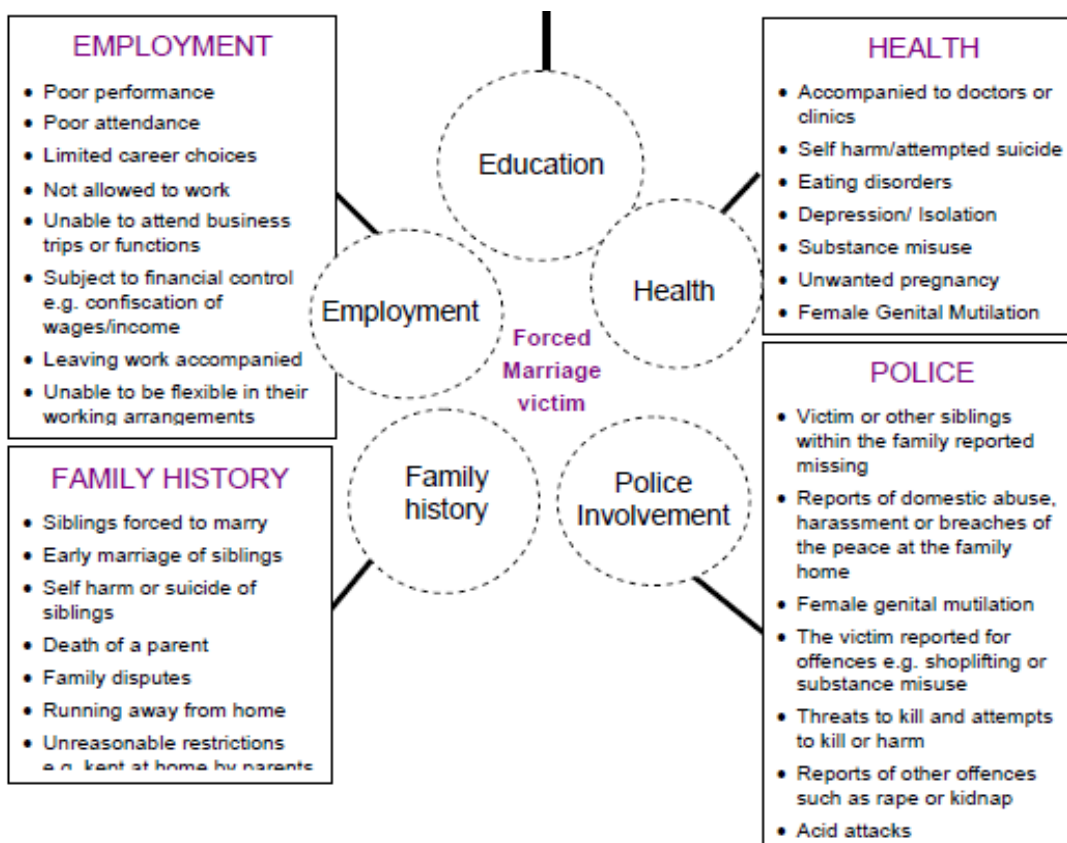 EMPLOYMENT
• Poor performance
• Poor attendance
• Limited career choices
• Not allowed to work
• Unable to attend business
trips or functions
• Subject to financial control
e.g. confiscation of
wages/income
• Leaving work accompanied
• Unable to be flexible in their
working arrangements
FAMILY HISTORY
• Siblings forced to marry
• Early marriage of siblings
• Self harm or suicide of
siblings
• Death of a parent
• Family disputes
• Running away from home
• Unreasonable restrictions
e.g. kept at home by parents
Education
Employment
Health
Forced
Marriage
victim
Family
history
Police
Involvement
HEALTH
• Accompanied to doctors or
clinics
• Self harm/attempted suicide
• Eating disorders
• Depression/ Isolation
• Substance misuse
• Unwanted pregnancy
• Female Genital Mutilation
POLICE
• Victim or other siblings
within the family reported
missing
• Reports of domestic abuse,
harassment or breaches of
the peace at the family
home
• Female genital mutilation
• The victim reported for
offences e.g. shoplifting or
substance misuse
• Threats to kill and attempts
to kill or harm
• Reports of other offences
such as rape or kidnap
• Acid attacks